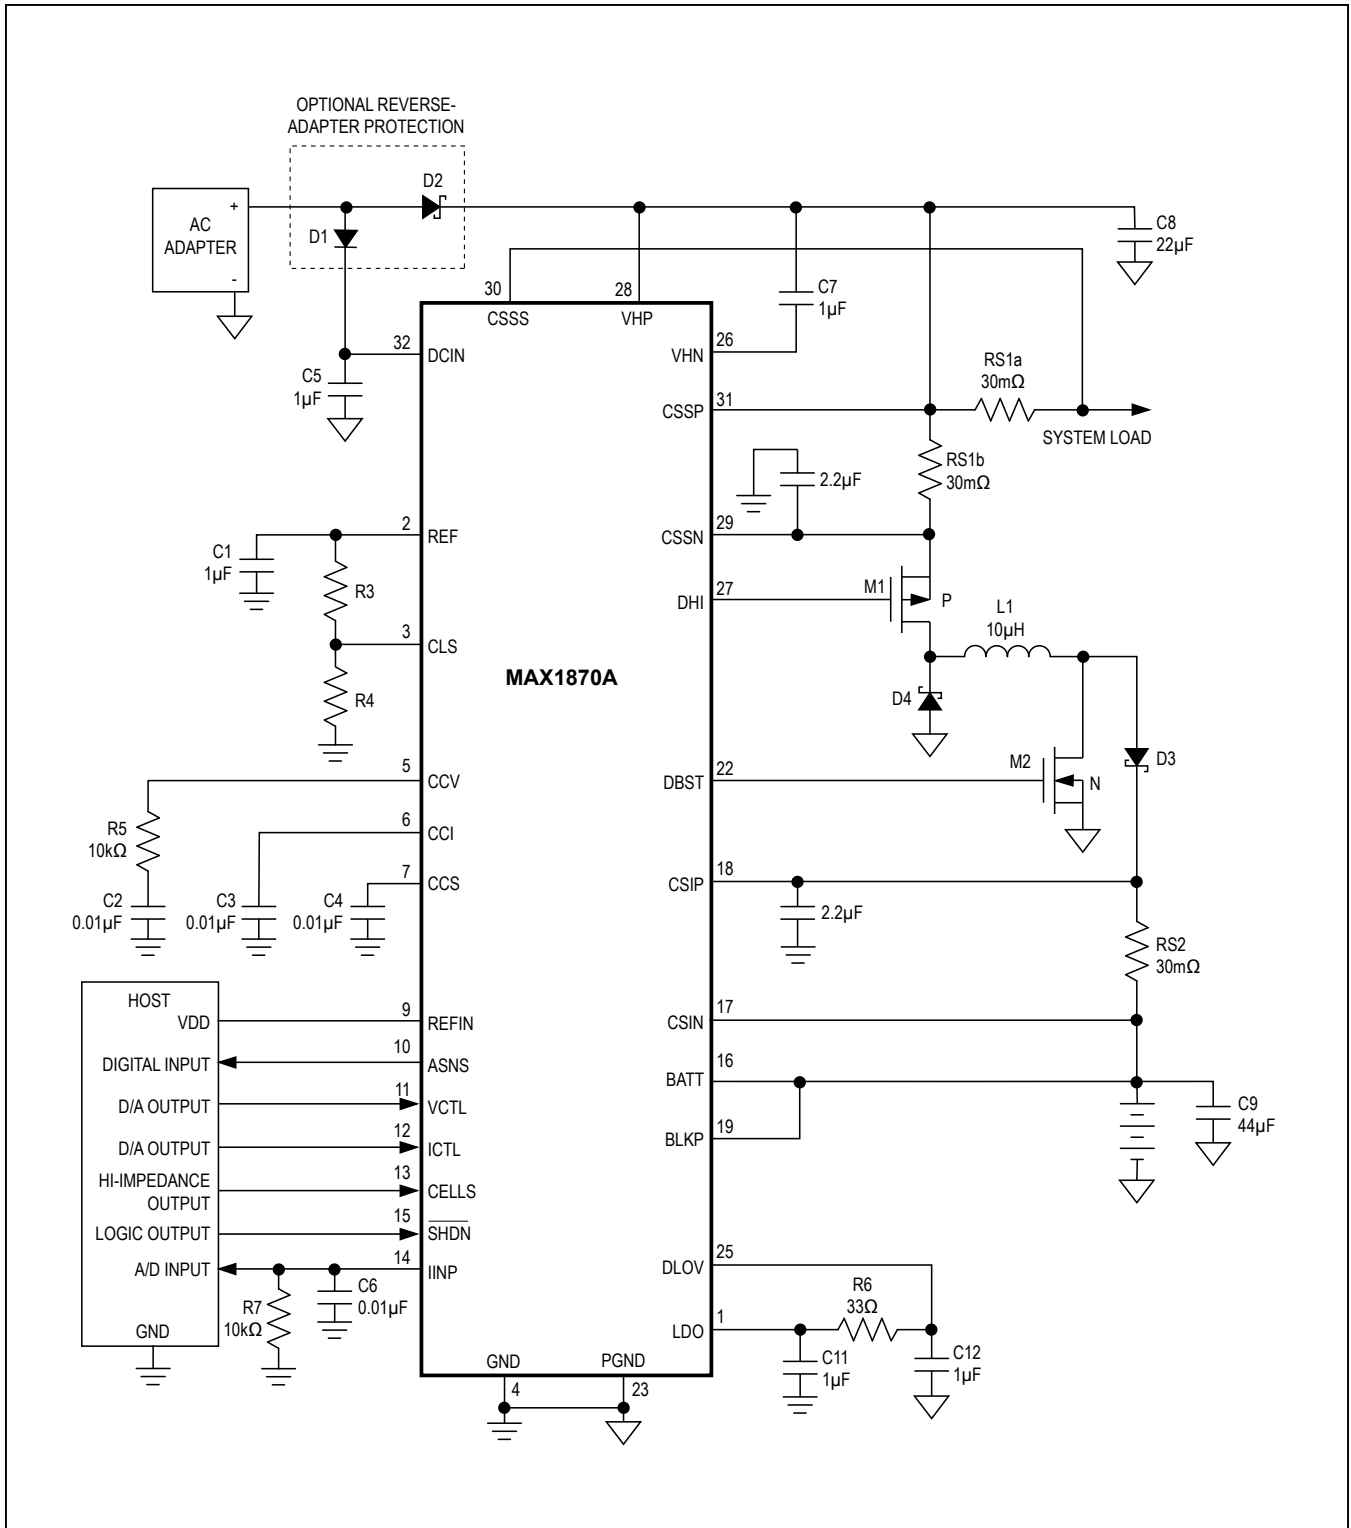 OPTIONAL REVERSE-
ADAPTER PROTECTION
AC
ADAPTER
+
-
D1
D2
C8
22µF
30
CSSS
28
VHP
C7
1µF
26
VHN
32
DCIN
C5
1µF
RS1a
30mΩ
31
CSSP
SYSTEM LOAD
RS1b
30mΩ
2.2µF
2
REF
29
CSSN
C1
1µF
R3
M1
P
27
DHI
L1
10µH
3
CLS
MAX1870A
R4
D4
5
CCV
22
DBST
M2
N
D3
R5
10kΩ
6
CCI
7
CCS
18
CSIP
C2
0.01µF
C3
0.01µF
C4
0.01µF
2.2µF
RS2
30mΩ
HOST
VDD
9
REFIN
17
CSIN
DIGITAL INPUT
10
ASNS
16
BATT
D/A OUTPUT
11
VCTL
C9
44µF
D/A OUTPUT
12
ICTL
19
BLKP
HI-IMPEDANCE
OUTPUT
13
CELLS
LOGIC OUTPUT
15
SHDN
A/D INPUT
14
IINP
25
DLOV
R7
10kΩ
C6
0.01µF
R6
33Ω
1
LDO
GND
C11
1µF
C12
1µF
GND
4
PGND
23